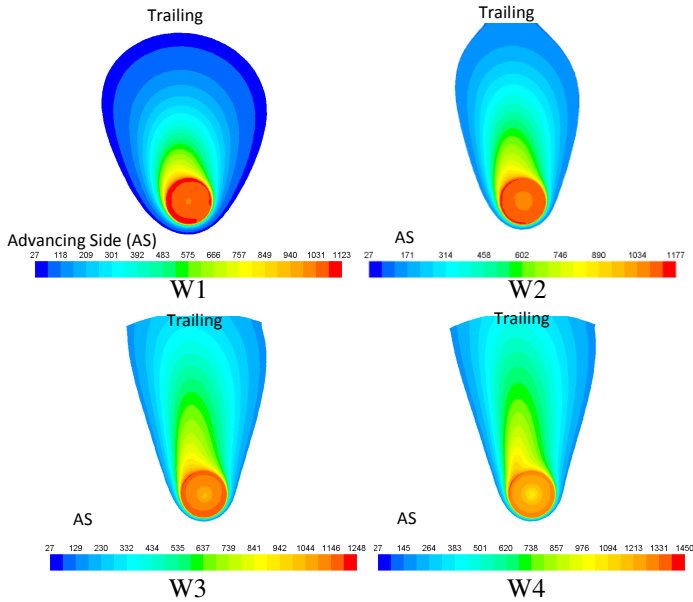 Trailing
Trailing
Advancing Side (AS)
27 118 209 301 392 483 575 666 757 849 940 1031 1123
W1
AS
27 171 314 458 602 746 890 1034 1177
W2
Trailing
Trailing
AS
27 129 230 332 434 535 637 739 841 942 1044 1146 1248
W3
AS
27 145 264 383 501 620 738 857 976 1094 1213 1331 1450
W4